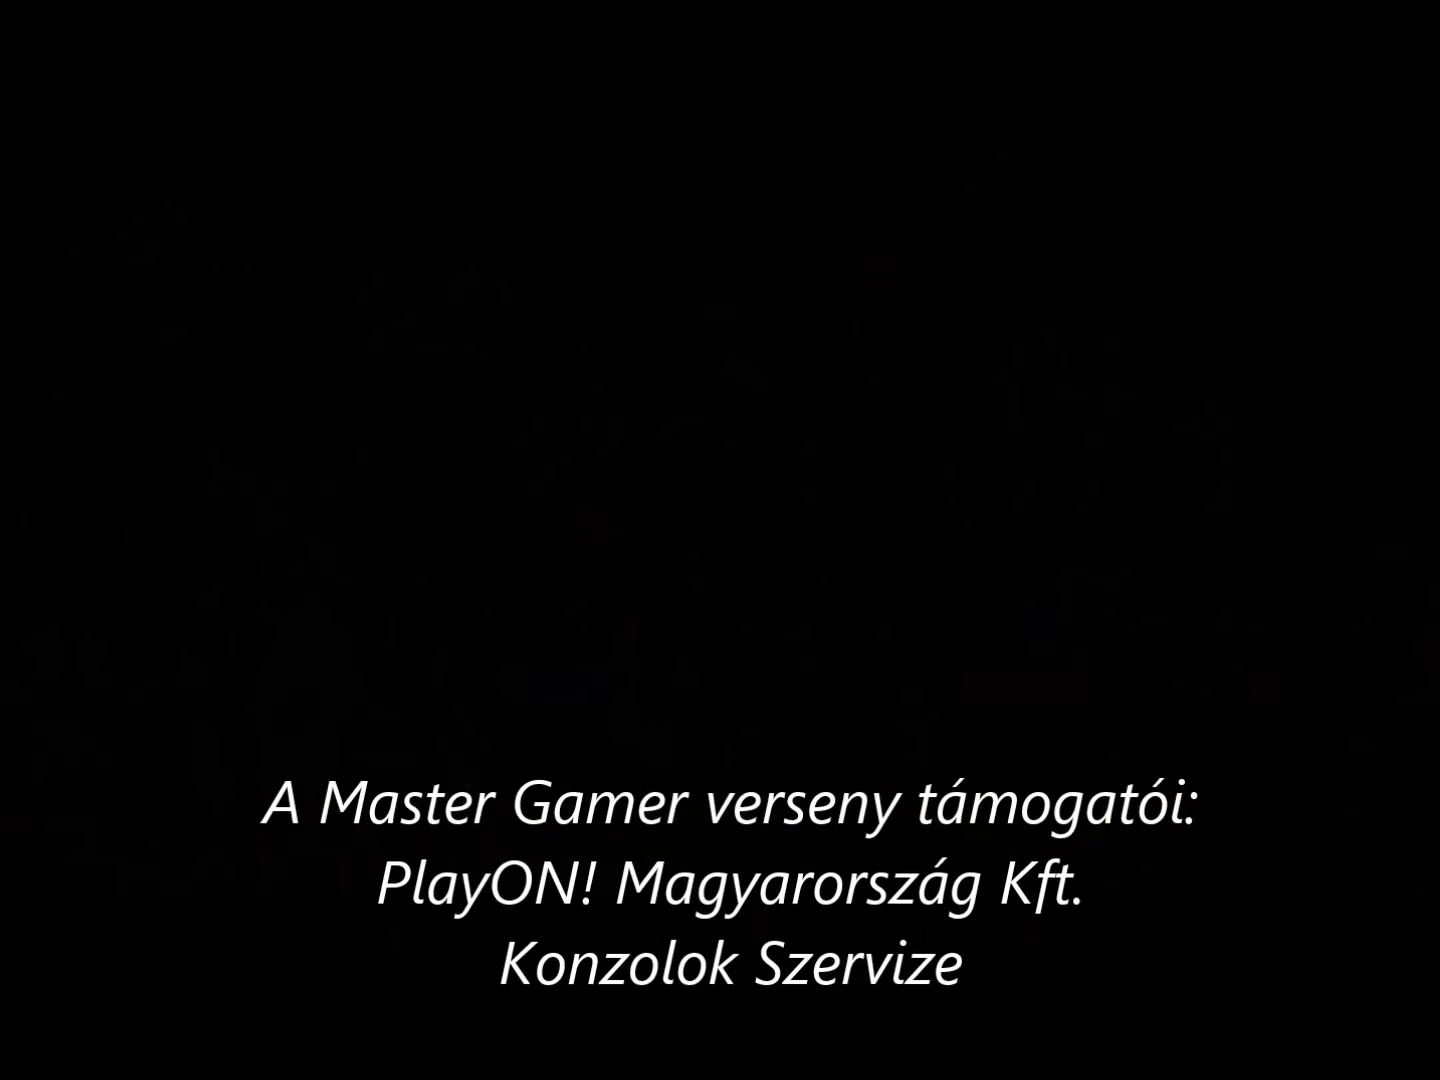 A Master Gamer verseny támogatói:
PlayON! Magyarország Kft.
Konzolok Szervize